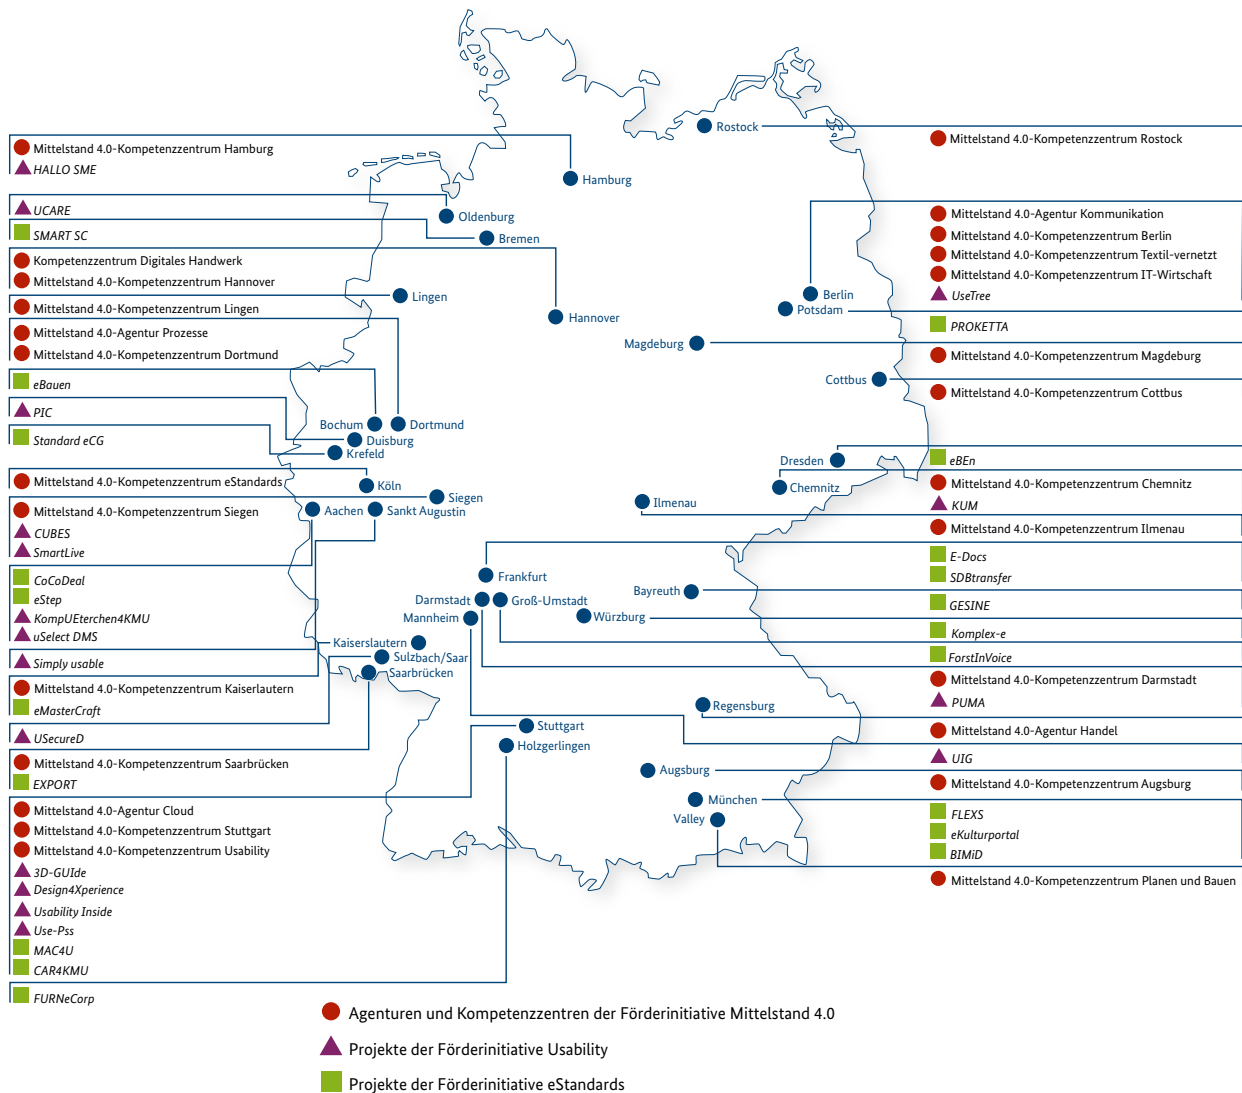 Mittelstand 4.0-Kompetenzzentrum Hamburg
HALLO SME
UCARE
SMART SC
Kompetenzzentrum Digitales Handwerk
Mittelstand 4.0-Kompetenzzentrum Hannover
Mittelstand 4.0-Kompetenzzentrum Lingen
Mittelstand 4.0-Agentur Prozesse
Mittelstand 4.0-Kompetenzzentrum Dortmund
eBauen
PIC
Standard eCG
Mittelstand 4.0-Kompetenzzentrum eStandards
Mittelstand 4.0-Kompetenzzentrum Siegen
CUBES
SmartLive
CoCoDeal
eStep
KompUEterchen4KMU
uSelect DMS
Simply usable
Mittelstand 4.0-Kompetenzzentrum Kaiserlautern
eMasterCraft
USecureD
Mittelstand 4.0-Kompetenzzentrum Saarbrücken
EXPORT
Mittelstand 4.0-Agentur Cloud
Mittelstand 4.0-Kompetenzzentrum Stuttgart
Mittelstand 4.0-Kompetenzzentrum Usability
3D-GUIde
Design4Xperience
Usability Inside
Use-Pss
MAC4U
CAR4KMU
FURNeCorp
Rostock
Hamburg
Oldenburg
Bremen
Lingen
Hannover
Berlin
Potsdam
Magdeburg
Cottbus
Bochum
Dortmund
Duisburg
Krefeld
Dresden
Chemnitz
Köln
Siegen
Ilmenau
Aachen
Sankt Augustin
Frankfurt
Bayreuth
Darmstadt
Groß-Umstadt
Mannheim
Würzburg
Kaiserslautern
Sulzbach/Saar
Saarbrücken
Regensburg
Stuttgart
Holzgerlingen
Augsburg
München
Valley
Mittelstand 4.0-Kompetenzzentrum Rostock
Mittelstand 4.0-Agentur Kommunikation
Mittelstand 4.0-Kompetenzzentrum Berlin
Mittelstand 4.0-Kompetenzzentrum Textil-vernetzt
Mittelstand 4.0-Kompetenzzentrum IT-Wirtschaft
UseTree
PROKETTA
Mittelstand 4.0-Kompetenzzentrum Magdeburg
Mittelstand 4.0-Kompetenzzentrum Cottbus
eBEn
Mittelstand 4.0-Kompetenzzentrum Chemnitz
KUM
Mittelstand 4.0-Kompetenzzentrum Ilmenau
E-Docs
SDBtransfer
GESINE
Komplex-e
ForstInVoice
Mittelstand 4.0-Kompetenzzentrum Darmstadt
PUMA
Mittelstand 4.0-Agentur Handel
UIG
Mittelstand 4.0-Kompetenzzentrum Augsburg
FLEXS
eKulturportal
BIMiD
Mittelstand 4.0-Kompetenzzentrum Planen und Bauen
Agenturen und Kompetenzzentren der Förderinitiative Mittelstand 4.0
Projekte der Förderinitiative Usability
Projekte der Förderinitiative eStandards